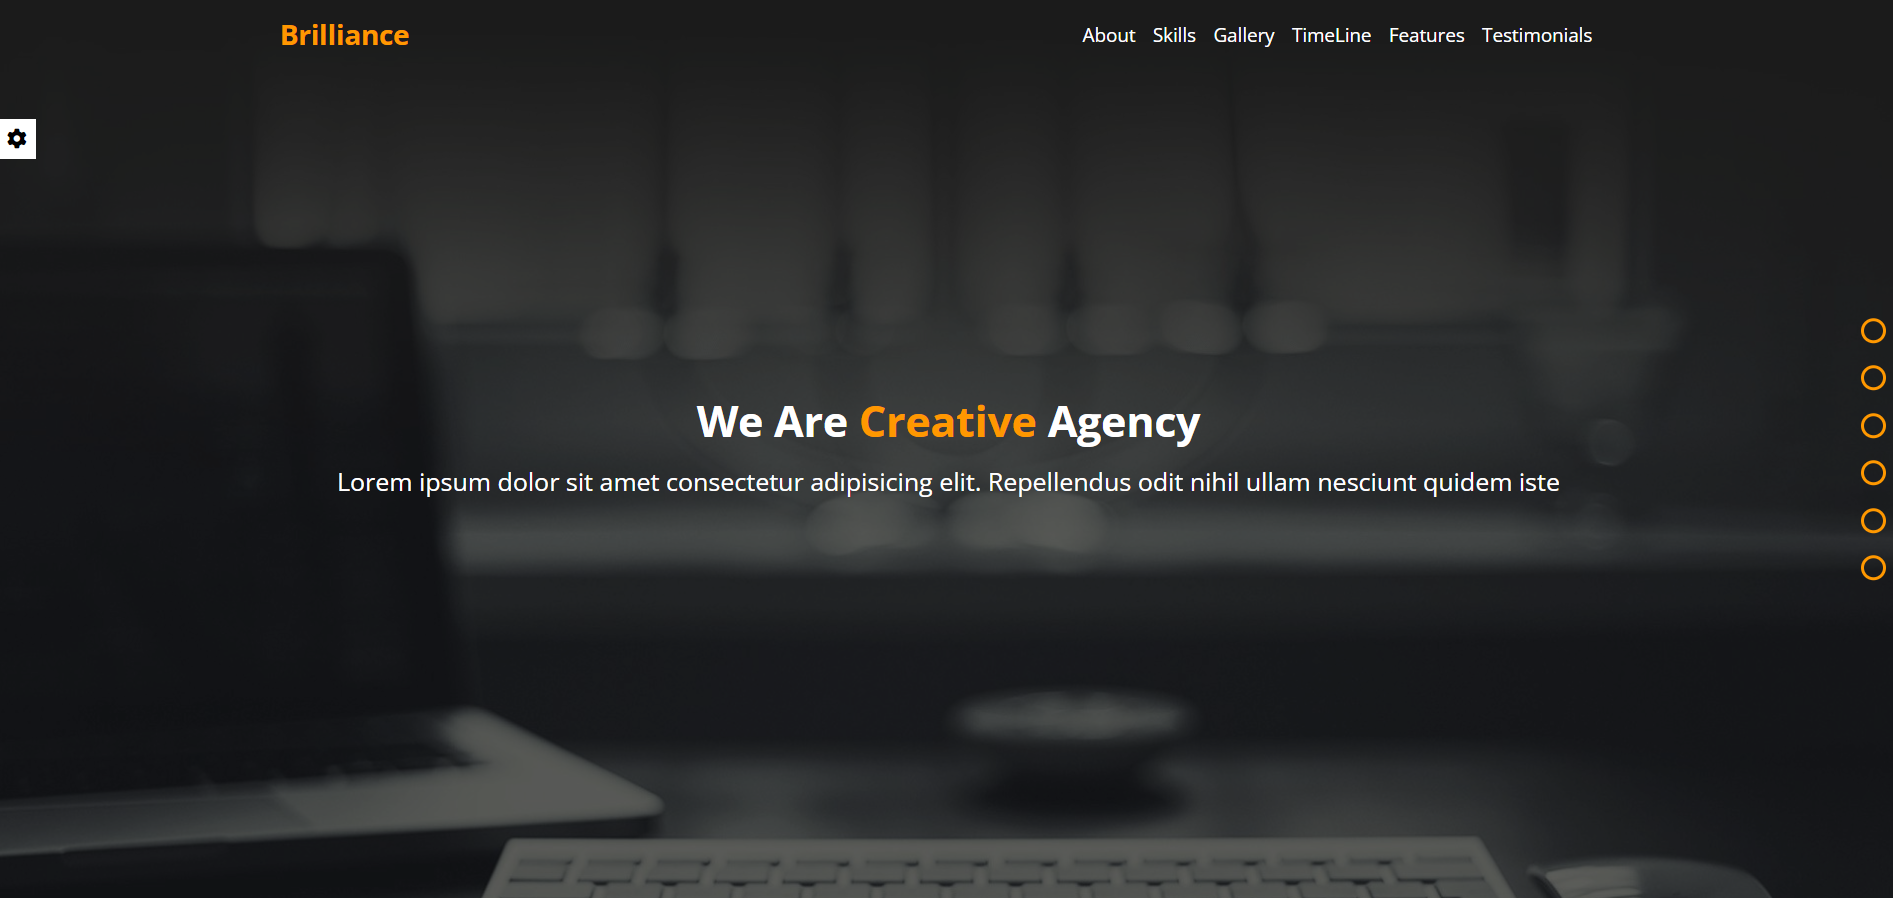 Brilliance
About Skills Gallery TimeLine Features Testimonials
We Are Creative Agency
Lorem ipsum dolor sit amet consectetur adipisicing elit. Repellendus odit nihil ullam nesciunt quidem iste